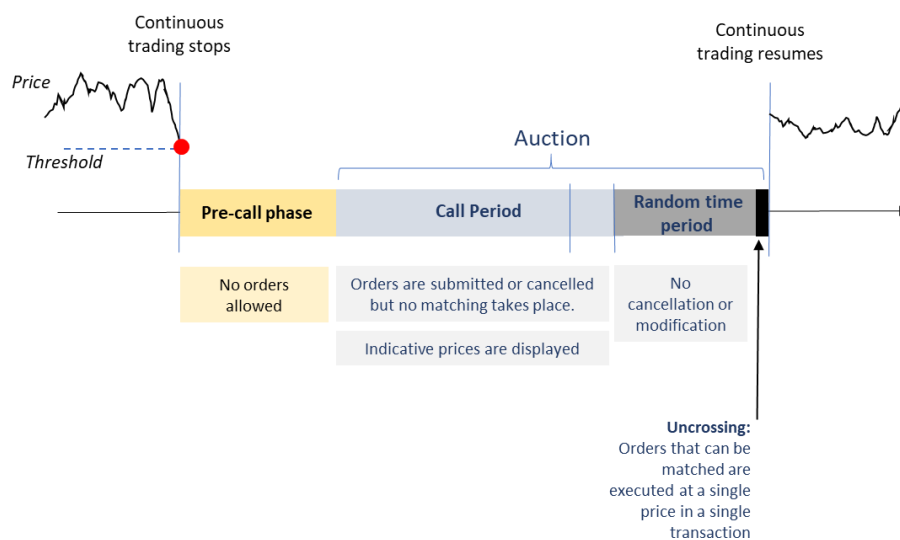 Continuous
trading stops
Continuous
trading resumes
Price
Threshold
Auction
Pre-call phase
Call Period
Random time
period
No orders
allowed
Orders are submitted or cancelled
but no matching takes place.
Indicative prices are displayed
No
cancellation or
modification
Uncrossing:
Orders that can be
matched are
executed at a single
price in a single
transaction